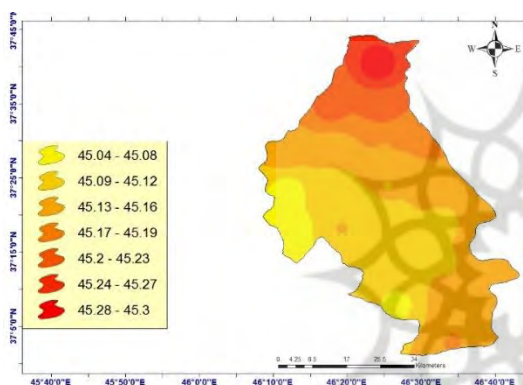 N
W E
S
37°45'0"N
37°35'0"N
37°25'0"N
37°15'0"N
37°5'0"N
45.04 - 45.08
45.09 - 45.12
45.13 - 45.16
45.17 - 45.19
45.2 - 45.23
45.24 - 45.27
45.28 - 45.3
0 4.25 8.5 17 25.5 34
Kilometers
45°40'0"E 45°50'0"E 46°0'0"E 46°10'0"E 46°20'0"E 46°30'0"E 46°40'0"E